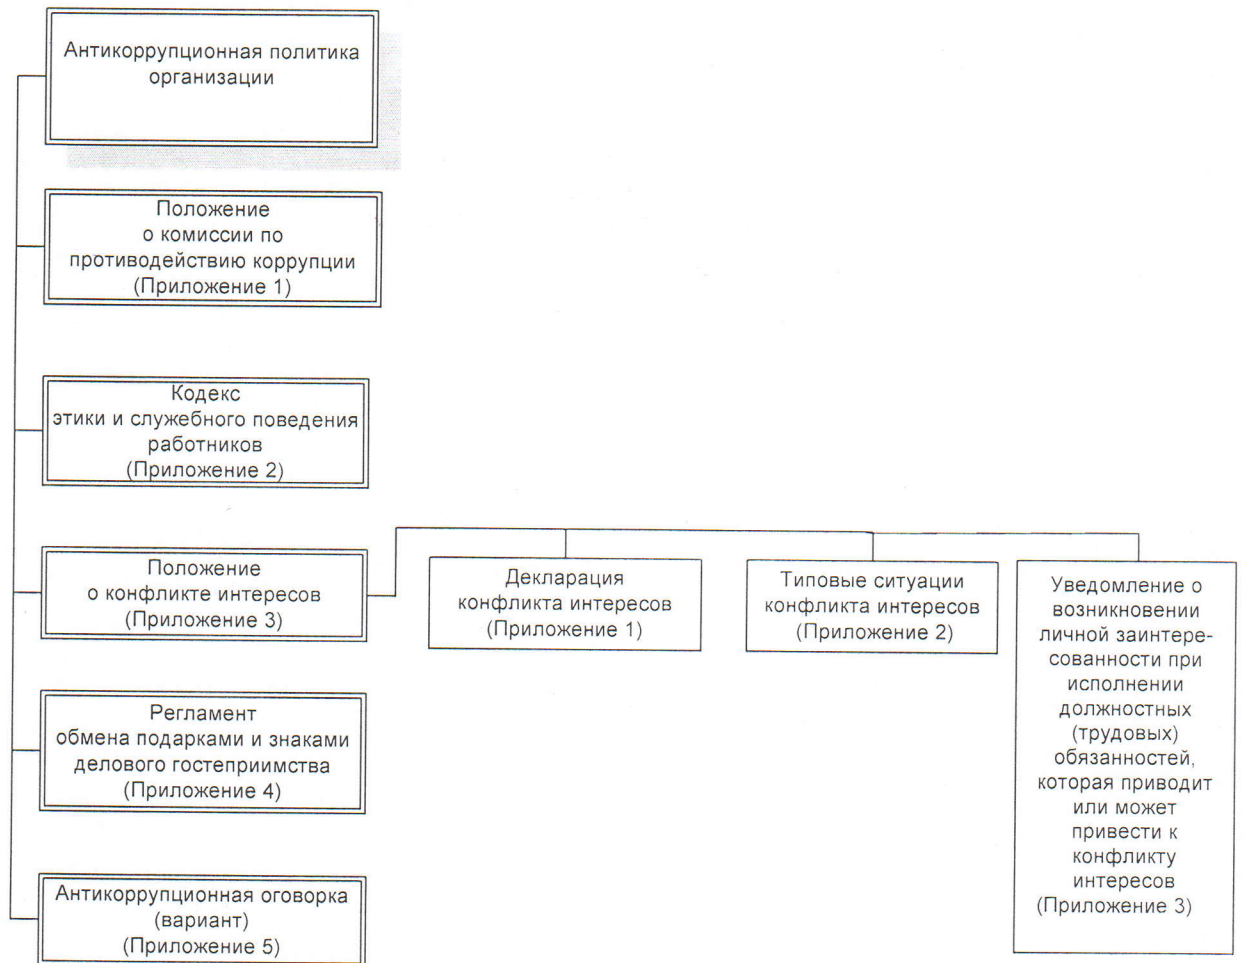 Антикоррупционная политика
организации
Положение
о комиссии по
противодействию коррупции
(Приложение 1)
Кодекс
этики и служебного поведения
работников
(Приложение 2)
Положение
о конфликте интересов
(Приложение 3)
Декларация
конфликта интересов
(Приложение 1)
Типовые ситуации
конфликта интересов
(Приложение 2)
Уведомление о
возникновении
личной заинтере-
сованности при
исполнении
должностных
(трудовых)
обязанностей,
которая приводит
или может
привести к
конфликту
интересов
(Приложение 3)
Регламент
обмена подарками и знаками
делового гостеприимства
(Приложение 4)
Антикоррупционная оговорка
(вариант)
(Приложение 5)